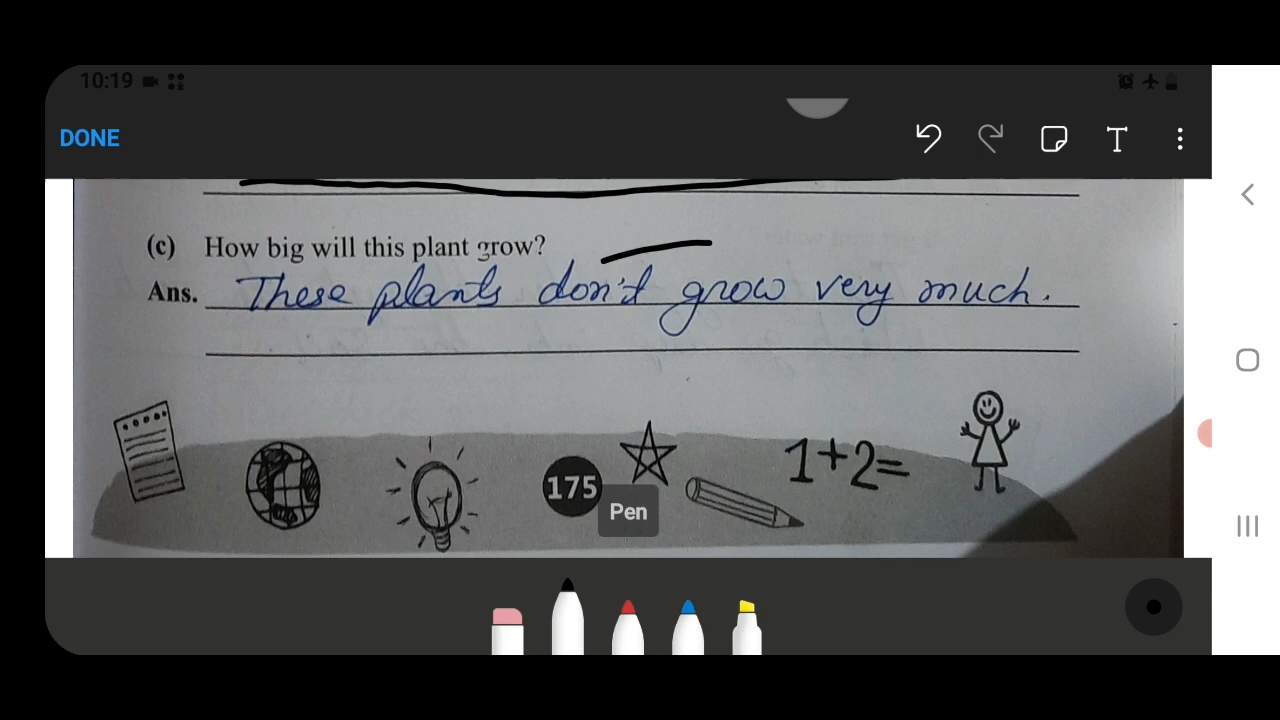 10:19
DONE
T
(c) How big will this plant grow?
Ans. These plants don't grow very much.
175
1+2=
Pen